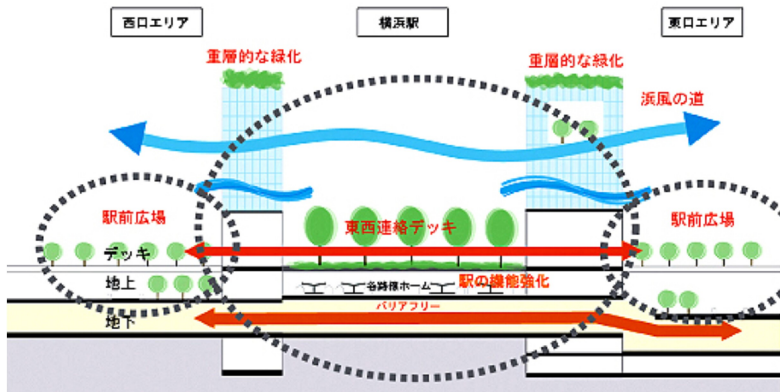 西口エリア
横浜駅
東口エリア
重層的な緑化
重層的な緑化
浜風の道
駅前広場
東西連絡デッキ
駅前広場
デッキ
地上
各路線ホーム
駅の機能強化
バリアフリー
地下